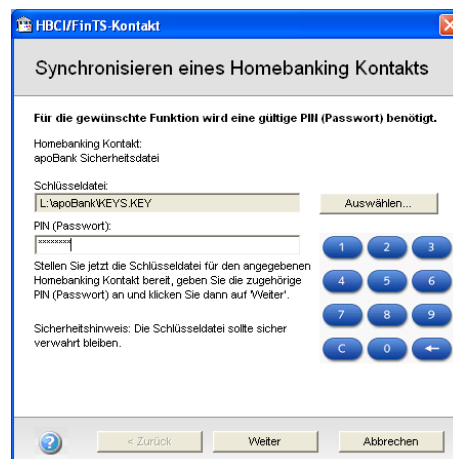 HBCI/FinTS-Kontakt
Synchronisieren eines Homebanking Kontakts
Für die gewünschte Funktion wird eine gültige PIN (Passwort) benötigt.
Homebanking Kontakt:
apoBank Sicherheitsdatei
Schlüsseldatei:
L:\apoBank\KEYS.KEY
Auswählen...
PIN (Passwort):
xxxxxxxx
Stellen Sie jetzt die Schlüsseldatei für den angegebenen
Homebanking Kontakt bereit, geben Sie die zugehörige
PIN (Passwort) an und klicken Sie dann auf 'Weiter'.
Sicherheitshinweis: Die Schlüsseldatei sollte sicher
verwahrt bleiben.
1 2 3
4 5 6
7 8 9
C 0 ←
? < Zurück Weiter Abbrechen